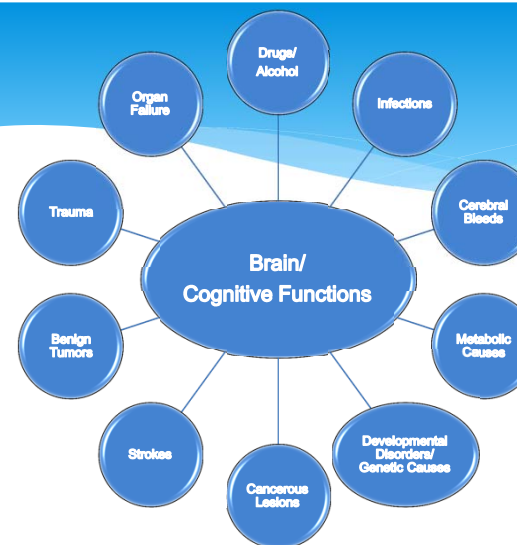 Drugs/
Alcohol
Organ
Failure
Infections
Trauma
Cerebral
Bleeds
Brain/
Cognitive Functions
Benign
Tumors
Metabolic
Causes
Strokes
Developmental
Disorders/
Genetic Causes
Cancerous
Lesions